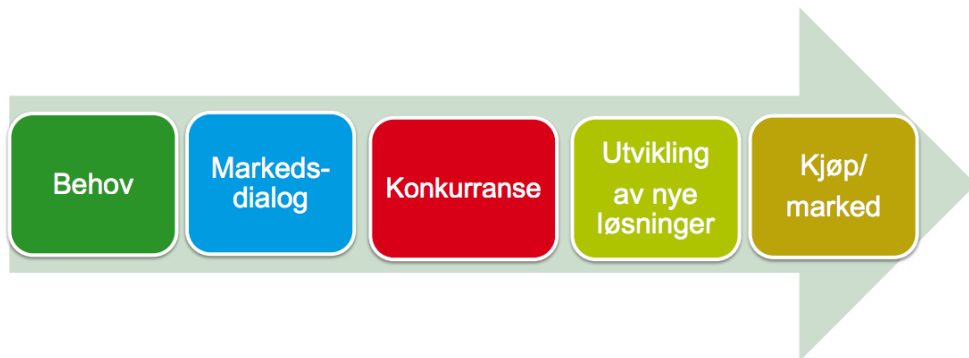 Behov
Markeds-
dialog
Konkurranse
Utvikling
av nye
løsninger
Kjøp/
marked